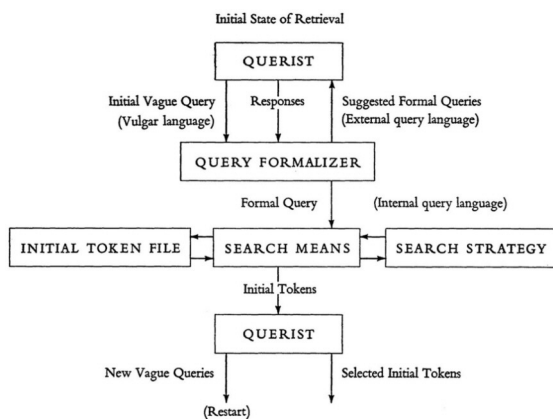 Initial State of Retrieval
QUERIST
Initial Vague Query
(Vulgar language)
Responses
Suggested Formal Queries
(External query language)
QUERY FORMALIZER
Formal Query
(Internal query language)
INITIAL TOKEN FILE
SEARCH MEANS
SEARCH STRATEGY
Initial Tokens
QUERIST
New Vague Queries
Selected Initial Tokens
(Restart)